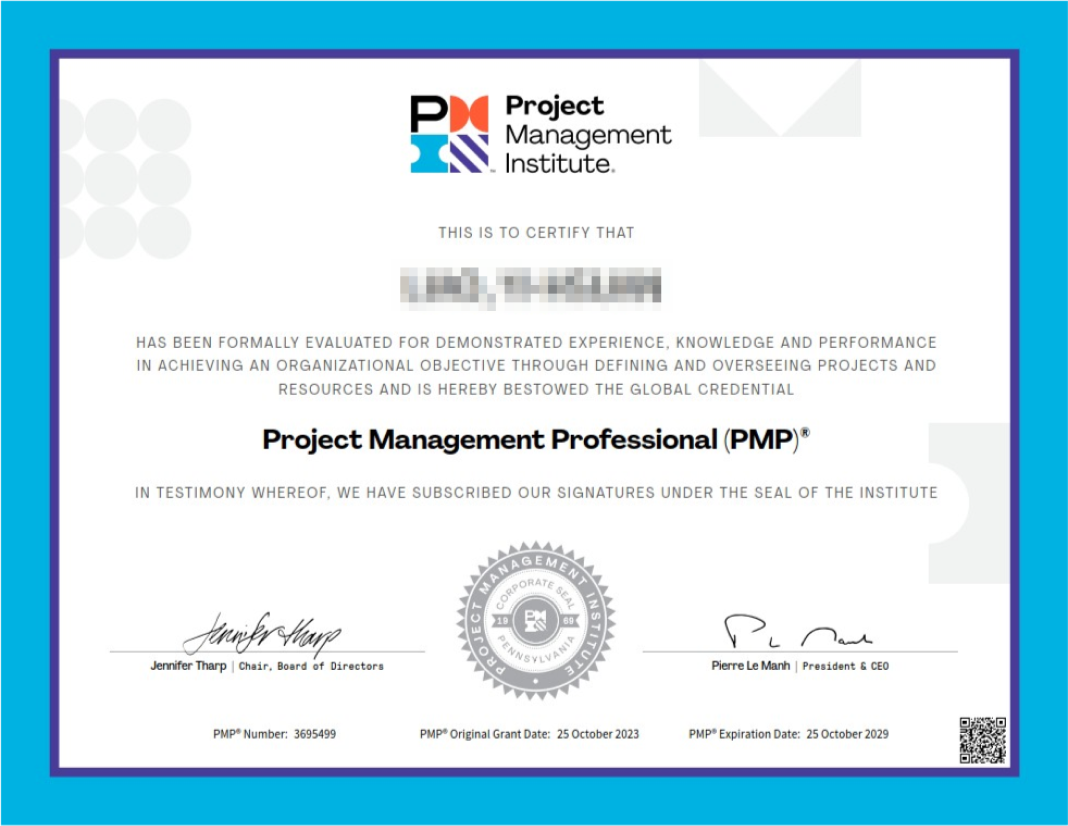 Project
Management
Institute.
THIS IS TO CERTIFY THAT
HAS BEEN FORMALLY EVALUATED FOR DEMONSTRATED EXPERIENCE, KNOWLEDGE AND PERFORMANCE
IN ACHIEVING AN ORGANIZATIONAL OBJECTIVE THROUGH DEFINING AND OVERSEEING PROJECTS AND
RESOURCES AND IS HEREBY BESTOWED THE GLOBAL CREDENTIAL
Project Management Professional (PMP)®
IN TESTIMONY WHEREOF, WE HAVE SUBSCRIBED OUR SIGNATURES UNDER THE SEAL OF THE INSTITUTE
PROJECT MANAGEMENT INSTITUTE
CORPORATE SEAL
19 69
PENNSYLVANIA
Jennifer Tharp
Jennifer Tharp | Chair, Board of Directors
Pierre Le Manh | President & CEO
PMP® Number: 3695499
PMP® Original Grant Date: 25 October 2023
PMP® Expiration Date: 25 October 2029